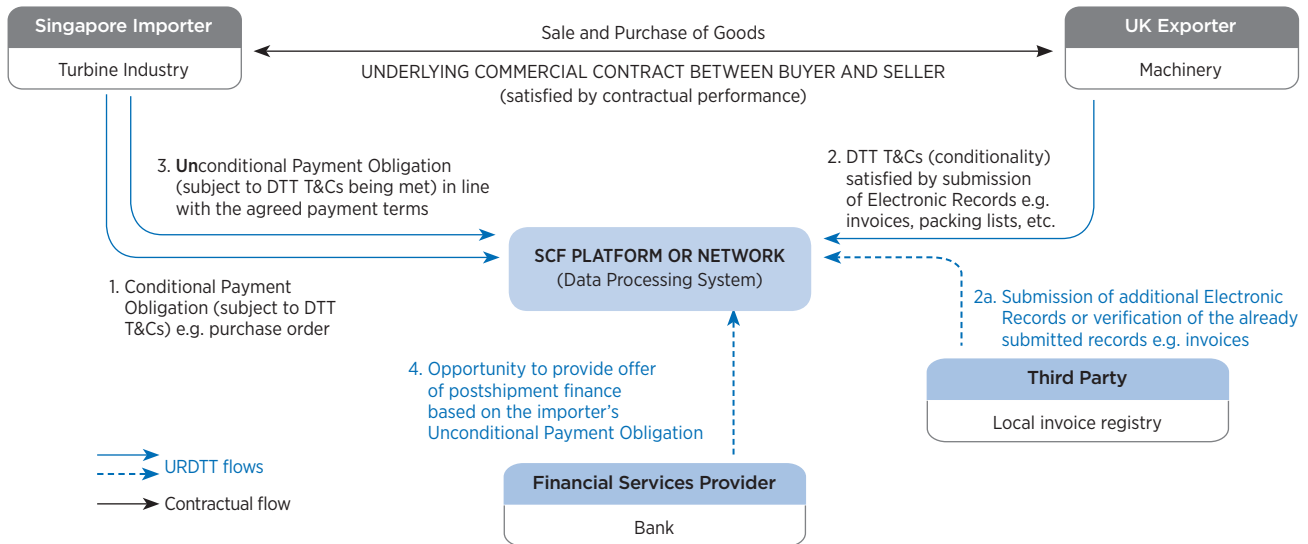 Singapore Importer
Turbine Industry
Sale and Purchase of Goods
UNDERLYING COMMERCIAL CONTRACT BETWEEN BUYER AND SELLER
(satisfied by contractual performance)
UK Exporter
Machinery
3. Unconditional Payment Obligation
(subject to DTT T&Cs being met) in line
with the agreed payment terms
2. DTT T&Cs (conditionality)
satisfied by submission
of Electronic Records e.g.
invoices, packing lists, etc.
SCF PLATFORM OR NETWORK
(Data Processing System)
1. Conditional Payment
Obligation (subject to DTT
T&Cs) e.g. purchase order
2a. Submission of additional Electronic
Records or verification of the already
submitted records e.g. invoices
4. Opportunity to provide offer
of postshipment finance
based on the importer's
Unconditional Payment Obligation
Third Party
Local invoice registry
URDTT flows
Contractual flow
Financial Services Provider
Bank